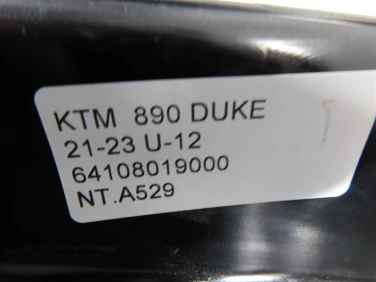 KTM 890 DUKE
21-23 U-12
64108019000
NT.A529